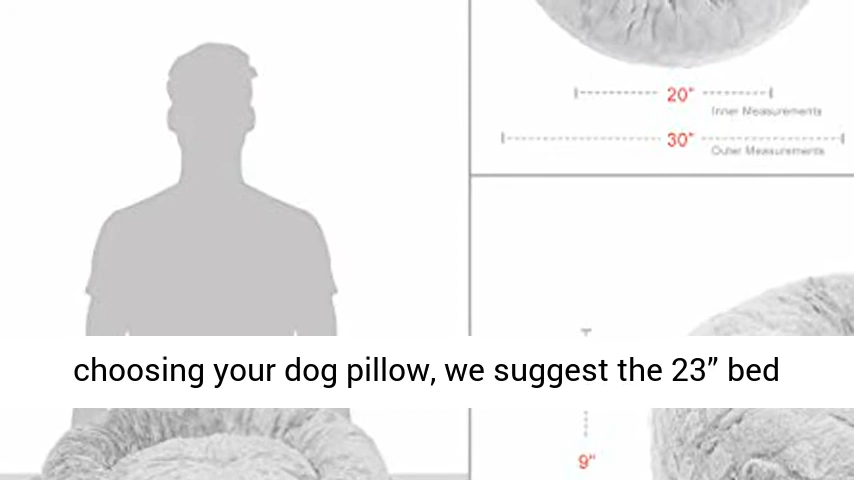 20"
Inner Measurements
30"
Outer Measurements
choosing your dog pillow, we suggest the 23” bed
9"